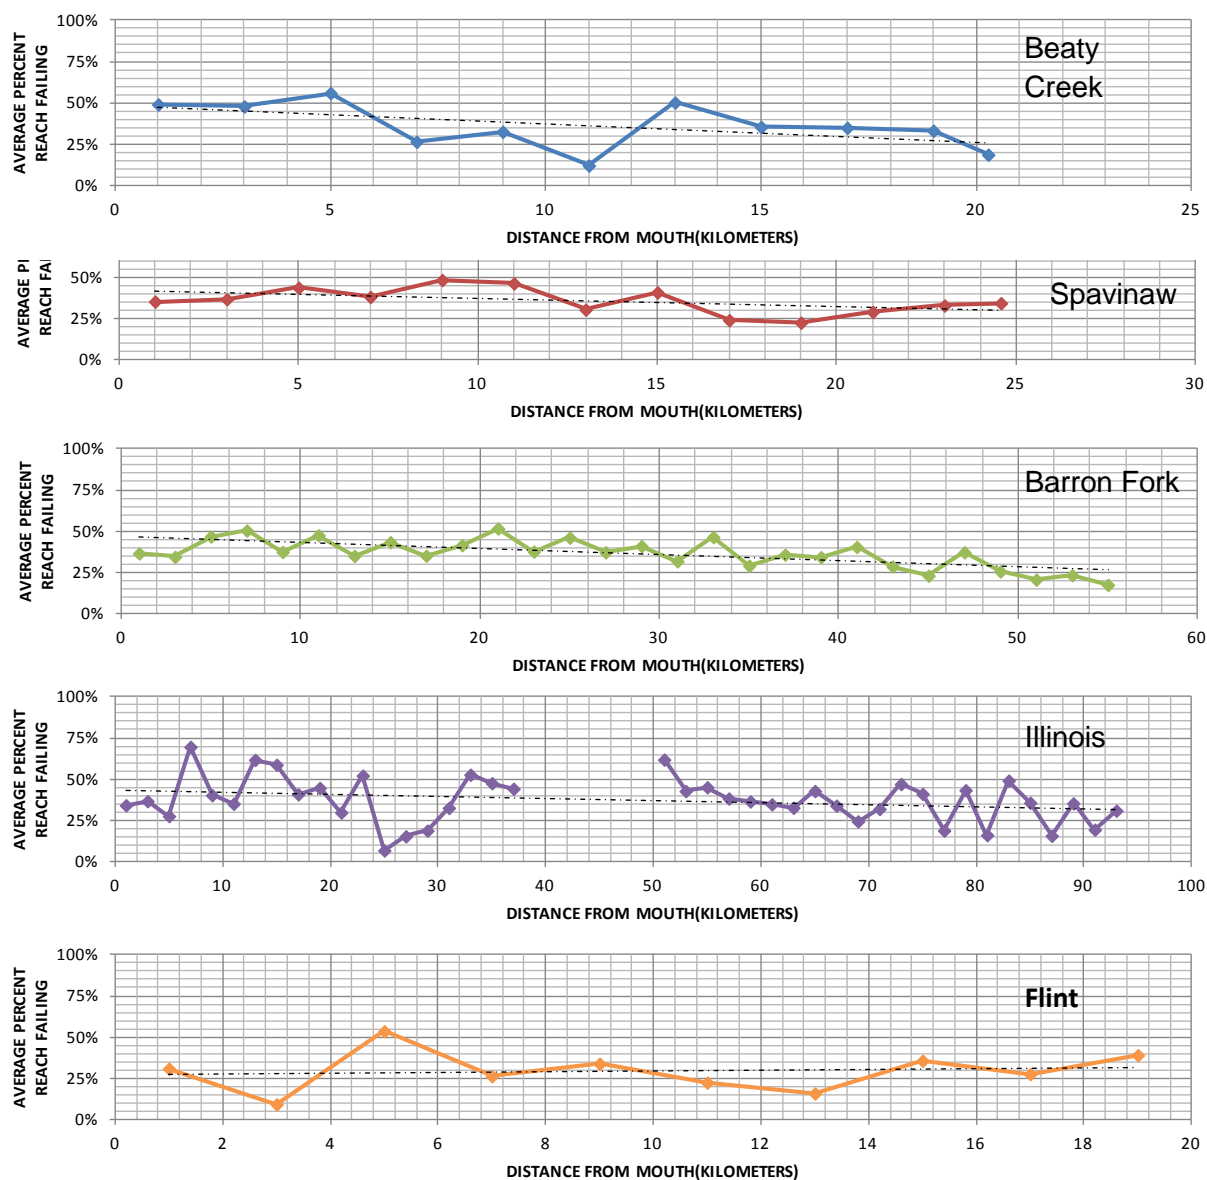 AVERAGE PERCENT
REACH FAILING
100%
75%
50%
25%
0%
Beaty
Creek
0 5 10 15 20 25
DISTANCE FROM MOUTH(KILOMETERS)
AVERAGE
REACH
50%
25%
0%
Spavinaw
0 5 10 15 20 25 30
DISTANCE FROM MOUTH(KILOMETERS)
AVERAGE PERCENT
REACH FAILING
100%
75%
50%
25%
0%
Barron Fork
0 10 20 30 40 50 60
DISTANCE FROM MOUTH(KILOMETERS)
AVERAGE PERCENT
REACH FAILING
100%
75%
50%
25%
0%
Illinois
0 10 20 30 40 50 60 70 80 90 100
DISTANCE FROM MOUTH(KILOMETERS)
AVERAGE PERCENT
REACH FAILING
100%
75%
50%
25%
0%
Flint
0 2 4 6 8 10 12 14 16 18 20
DISTANCE FROM MOUTH(KILOMETERS)